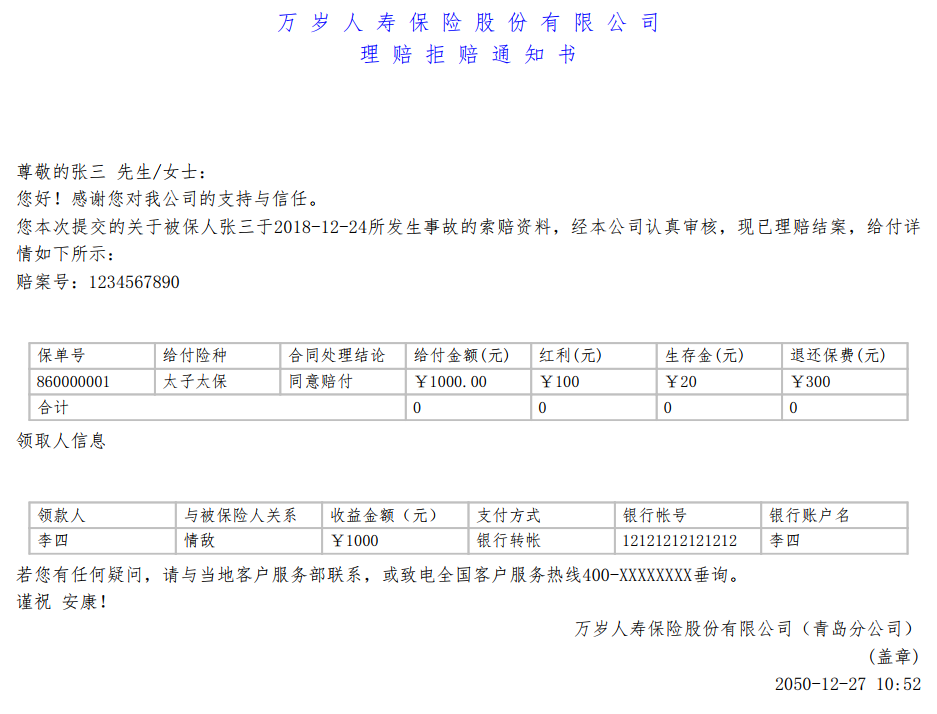 万岁人寿保险股份有限公司
理赔拒赔通知书
尊敬的张三 先生/女士：
您好！感谢您对我公司的支持与信任。
您本次提交的关于被保人张三于2018-12-24所发生事故的索赔资料，经本公司认真审核，现已理赔结案，给付详
情如下所示：
赔案号：1234567890
保单号 给付险种 合同处理结论 给付金额(元) 红利(元) 生存金(元) 退还保费(元)
860000001 太子太保 同意赔付 ￥1000.00 ￥100 ￥20 ￥300
合计 0 0 0 0
领取人信息
领款人 与被保险人关系 收益金额（元） 支付方式 银行帐号 银行账户名
李四 情敌 ￥1000 银行转帐 12121212121212 李四
若您有任何疑问，请与当地客户服务部联系，或致电全国客户服务热线400-XXXXXXXX垂询。
谨祝 安康！
万岁人寿保险股份有限公司（青岛分公司）
(盖章)
2050-12-27 10:52